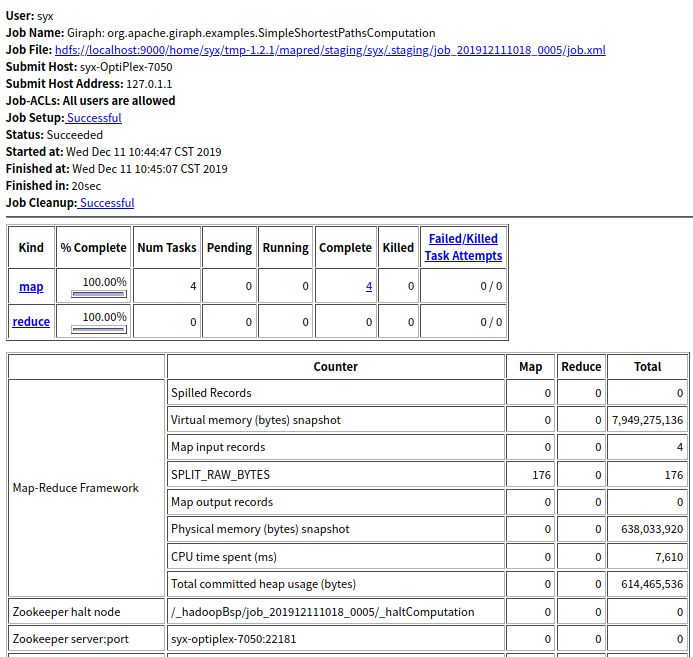 User: syx
Job Name: Giraph: org.apache.giraph.examples.SimpleShortestPathsComputation
Job File: hdfs://localhost:9000/home/syx/tmp-1.2.1/mapred/staging/syx/.staging/job_201912111018_0005/job.xml
Submit Host: syx-OptiPlex-7050
Submit Host Address: 127.0.1.1
Job-ACLs: All users are allowed
Job Setup: Successful
Status: Succeeded
Started at: Wed Dec 11 10:44:47 CST 2019
Finished at: Wed Dec 11 10:45:07 CST 2019
Finished in: 20sec
Job Cleanup: Successful
Kind % Complete Num Tasks Pending Running Complete Killed Failed/Killed Task Attempts
map 100.00% 4 0 0 4 0 0 / 0
reduce 100.00% 0 0 0 0 0 0 / 0
Counter Map Reduce Total
Map-Reduce Framework
Spilled Records 0 0 0
Virtual memory (bytes) snapshot 0 0 7,949,275,136
Map input records 0 0 4
SPLIT_RAW_BYTES 176 0 176
Map output records 0 0 0
Physical memory (bytes) snapshot 0 0 638,033,920
CPU time spent (ms) 0 0 7,610
Total committed heap usage (bytes) 0 0 614,465,536
Zookeeper halt node /_hadoopBsp/job_201912111018_0005/_haltComputation 0 0 0
Zookeeper server:port syx-optiplex-7050:22181 0 0 0